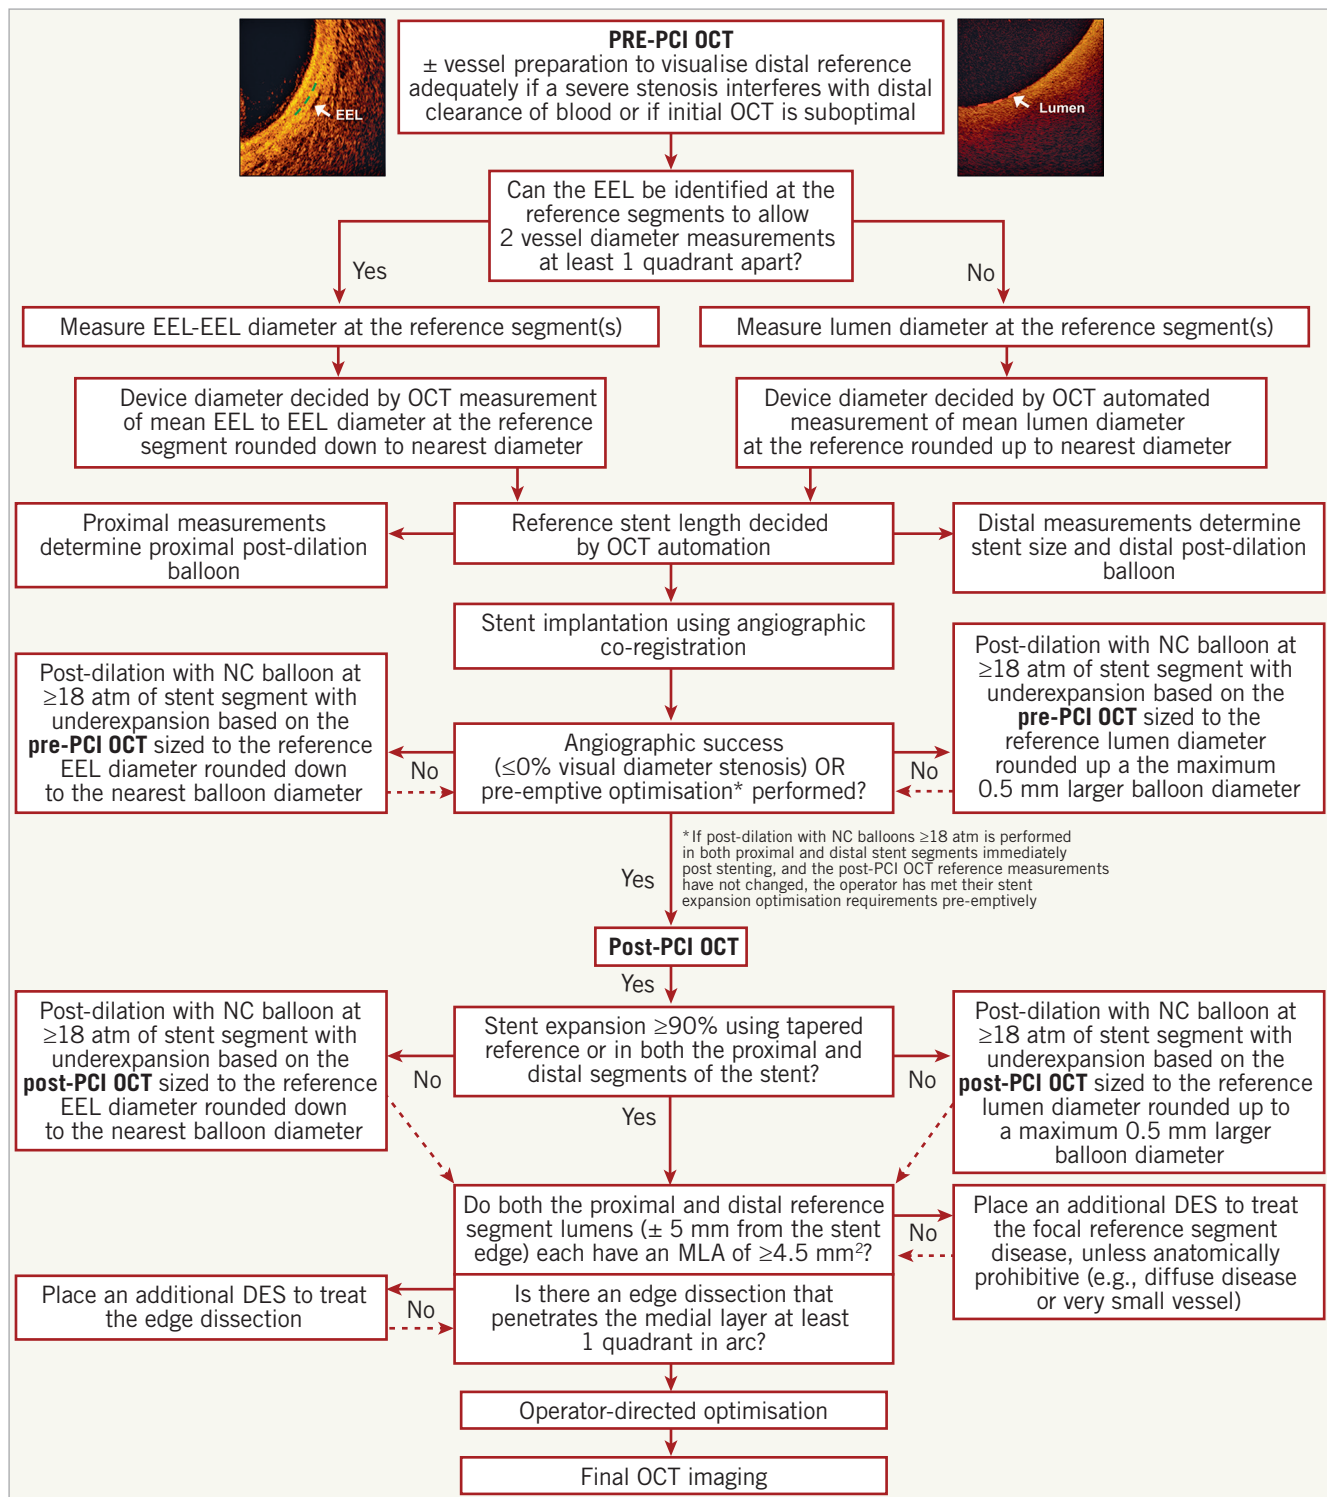 PRE-PCI OCT
± vessel preparation to visualise distal reference
adequately if a severe stenosis interferes with distal
clearance of blood or if initial OCT is suboptimal
EEL
Lumen
Can the EEL be identified at the
reference segments to allow
2 vessel diameter measurements
at least 1 quadrant apart?
Yes
No
Measure EEL-EEL diameter at the reference segment(s)
Measure lumen diameter at the reference segment(s)
Device diameter decided by OCT measurement
of mean EEL to EEL diameter at the reference
segment rounded down to nearest diameter
Device diameter decided by OCT automated
measurement of mean lumen diameter
at the reference rounded up to nearest diameter
Proximal measurements
determine proximal post-dilation
balloon
Reference stent length decided
by OCT automation
Distal measurements determine
stent size and distal post-dilation
balloon
Stent implantation using angiographic
co-registration
Post-dilation with NC balloon at
≥18 atm of stent segment with
underexpansion based on the
pre-PCI OCT sized to the reference
EEL diameter rounded down
to the nearest balloon diameter
No
Angiographic success
(≤0% visual diameter stenosis) OR
pre-emptive optimisation* performed?
No
Post-dilation with NC balloon at
≥18 atm of stent segment with
underexpansion based on the
pre-PCI OCT sized to the
reference lumen diameter
rounded up a the maximum
0.5 mm larger balloon diameter
Yes
*If post-dilation with NC balloons ≥18 atm is performed
in both proximal and distal stent segments immediately
post stenting, and the post-PCI OCT reference measurements
have not changed, the operator has met their stent
expansion optimisation requirements pre-emptively
Post-PCI OCT
Yes
Post-dilation with NC balloon at
≥18 atm of stent segment with
underexpansion based on the
post-PCI OCT sized to the reference
EEL diameter rounded down
to the nearest balloon diameter
No
Stent expansion ≥90% using tapered
reference or in both the proximal and
distal segments of the stent?
No
Post-dilation with NC balloon at
≥18 atm of stent segment with
underexpansion based on the
post-PCI OCT sized to the reference
lumen diameter rounded up to
a maximum 0.5 mm larger
balloon diameter
Yes
Do both the proximal and distal reference
segment lumens (± 5 mm from the stent
edge) each have an MLA of ≥4.5 mm²?
No
Place an additional DES to treat
the focal reference segment
disease, unless anatomically
prohibitive (e.g., diffuse disease
or very small vessel)
Place an additional DES to treat
the edge dissection
No
Is there an edge dissection that
penetrates the medial layer at least
1 quadrant in arc?
Operator-directed optimisation
Final OCT imaging